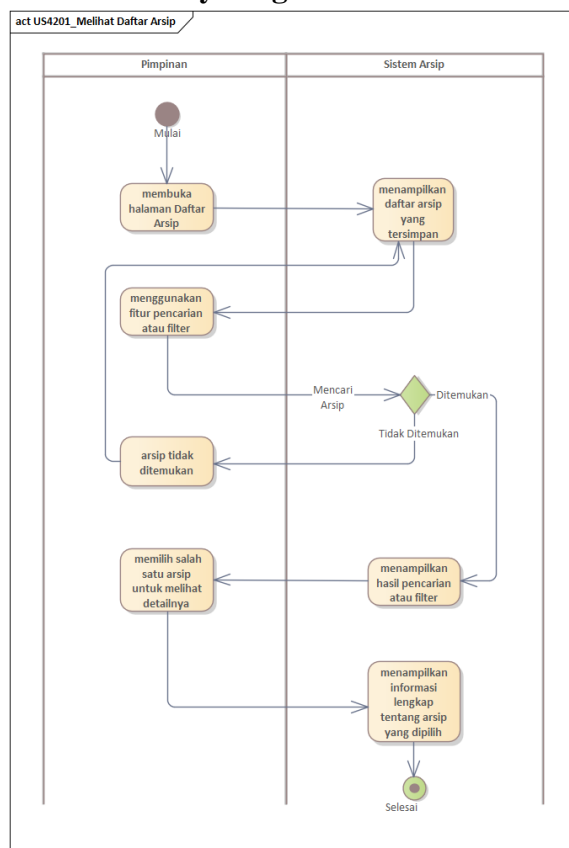 act US4201_Melihat Daftar Arsip
Pimpinan
Sistem Arsip
Mulai
membuka
halaman Daftar
Arsip
menampilkan
daftar arsip
yang
tersimpan
menggunakan
fitur pencarian
atau filter
Mencari
Arsip
Ditemukan
Tidak Ditemukan
arsip tidak
ditemukan
memilih salah
satu arsip
untuk melihat
detailnya
menampilkan
hasil pencarian
atau filter
menampilkan
informasi
lengkap
tentang arsip
yang dipilih
Selesai